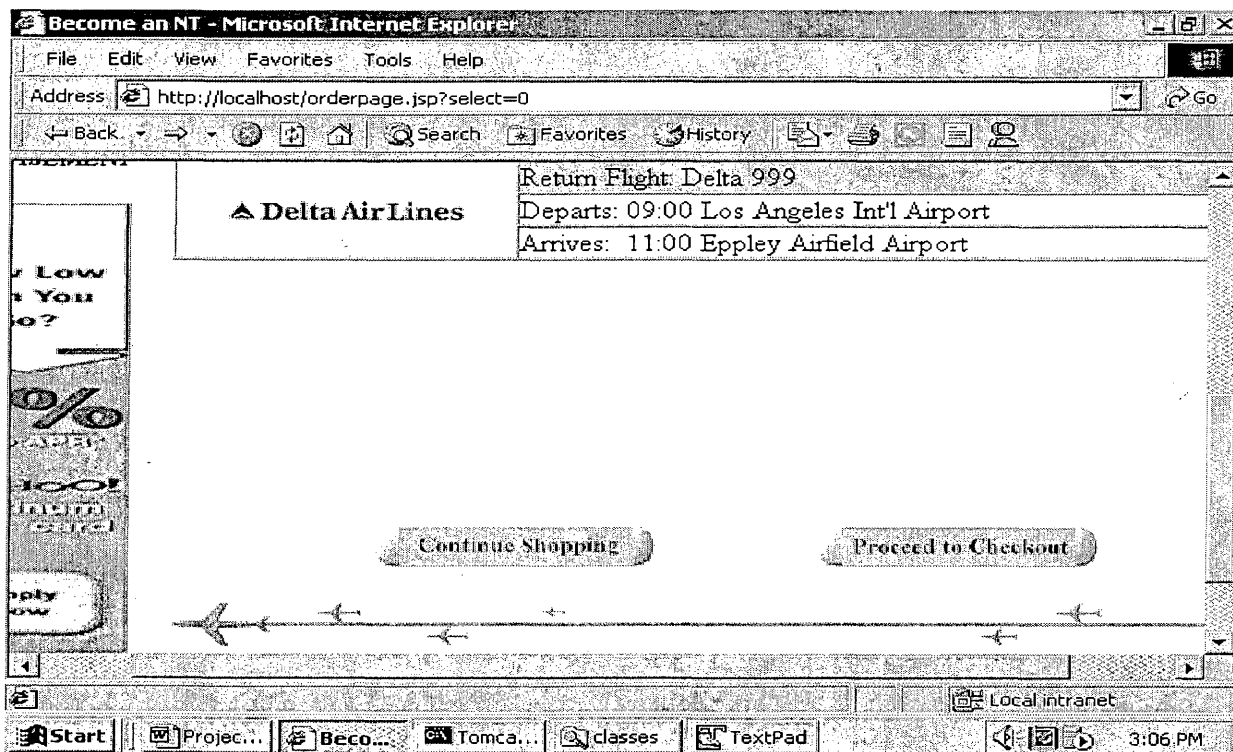 Become an NT - Microsoft Internet Explorer
File Edit View Favorites Tools Help
Address http://localhost/orderpage.jsp?select=0 Go
Back Search Favorites History
Return Flight: Delta 999
Delta Air Lines
Departs: 09:00 Los Angeles Int'l Airport
Arrives: 11:00 Eppley Airfield Airport
Low
You
o?
%
Continue Shopping Proceed to Checkout
Local intranet
Start Projec... Beco... Tomca... classes TextPad 3:06 PM